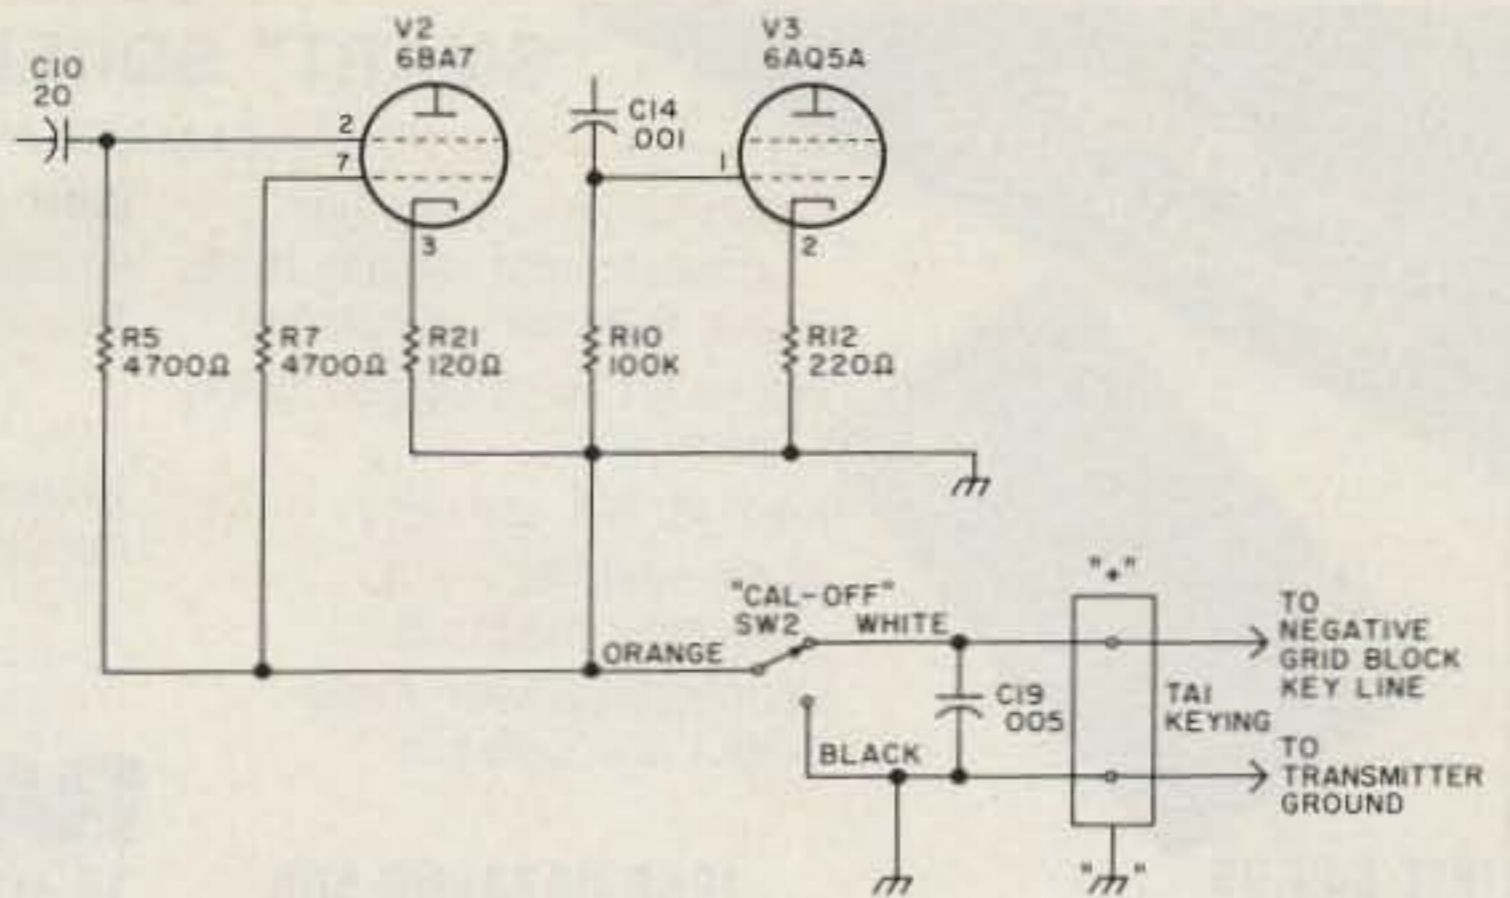 V2
6BA7
V3
6AQ5A
C10
20
C14
.001
2
7
1
3
2
R5
4700Ω
R7
4700Ω
R21
120Ω
R10
100K
R12
220Ω
"CAL-OFF"
SW2
WHITE
ORANGE
BLACK
C19
.005
"+"
TA1
KEYING
TO
NEGATIVE
GRID BLOCK
KEY LINE
TO
TRANSMITTER
GROUND
" "